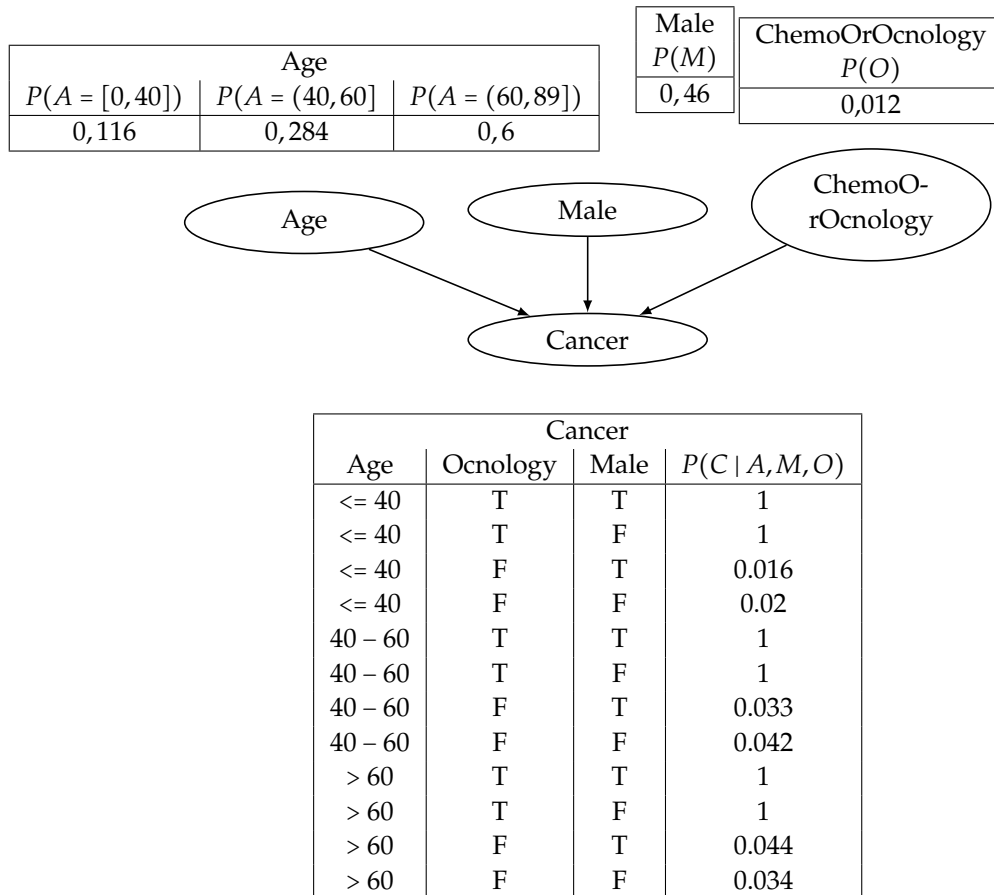 Age
P(A = [0, 40]) P(A = (40, 60] P(A = (60, 89])
0, 116 0, 284 0, 6
Male
P(M)
0, 46
ChemoOrOcnology
P(O)
0,012
Age
Male
ChemoO-
rOcnology
Cancer
Cancer
Age Ocnology Male P(C | A, M, O)
<= 40 T T 1
<= 40 T F 1
<= 40 F T 0.016
<= 40 F F 0.02
40 – 60 T T 1
40 – 60 T F 1
40 – 60 F T 0.033
40 – 60 F F 0.042
> 60 T T 1
> 60 T F 1
> 60 F T 0.044
> 60 F F 0.034